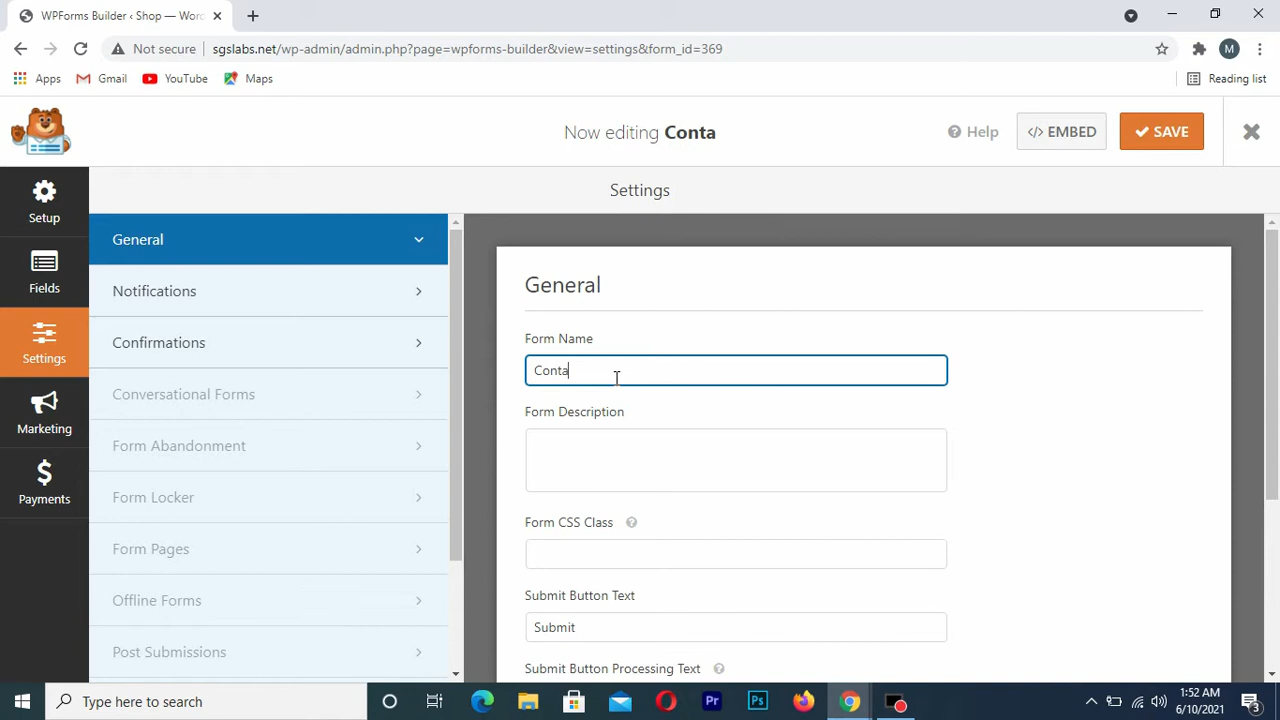 WPForms Builder ‹ Shop — Wor
Not secure sgslabs.net/wp-admin/admin.php?page=wpforms-builder&view=settings&form_id=369
M
Apps Gmail YouTube Maps Reading list
Now editing Conta
Help
</> EMBED
SAVE
Settings
Setup
Fields
Settings
Marketing
Payments
General
Notifications
Confirmations
Conversational Forms
Form Abandonment
Form Locker
Form Pages
Offline Forms
Post Submissions
General
Form Name
Conta
Form Description
Form CSS Class
Submit Button Text
Submit
Submit Button Processing Text
Type here to search
Pr
Ps
1:52 AM
6/10/2021
3